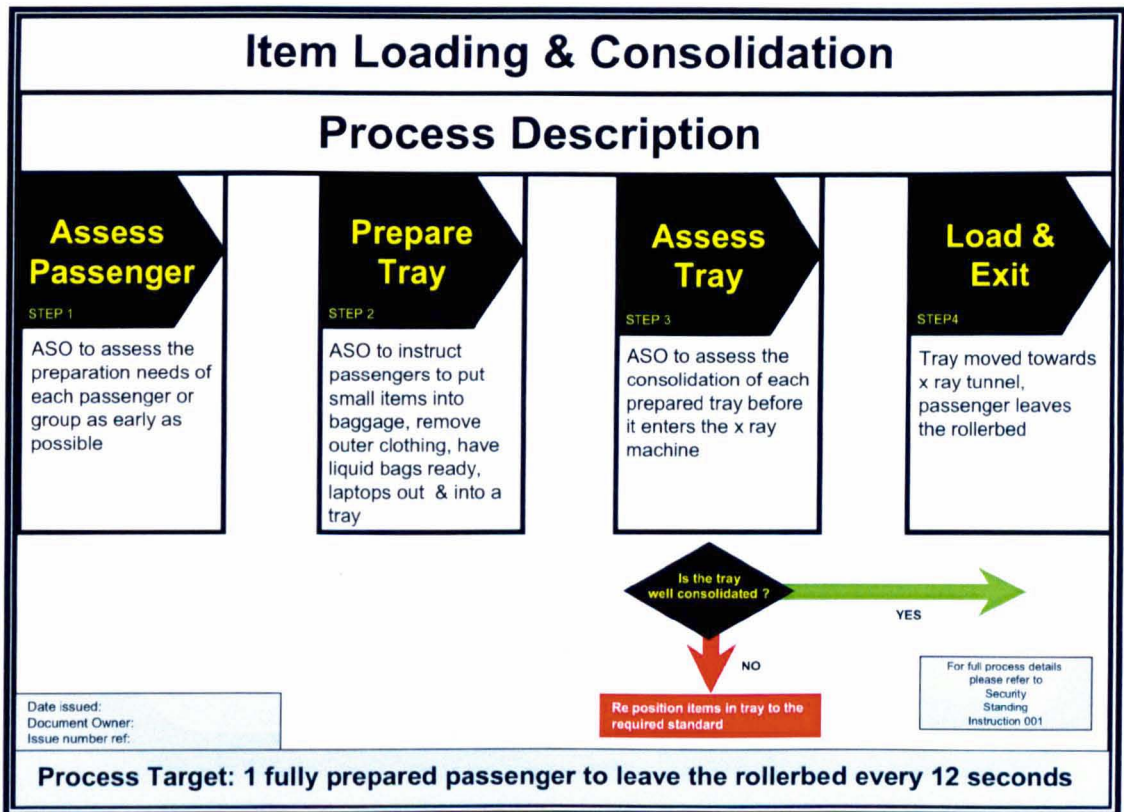 Item Loading & Consolidation
Process Description
Assess
Passenger
STEP 1
ASO to assess the
preparation needs of
each passenger or
group as early as
possible
Prepare
Tray
STEP 2
ASO to instruct
passengers to put
small items into
baggage, remove
outer clothing, have
liquid bags ready,
laptops out & into a
tray
Assess
Tray
STEP 3
ASO to assess the
consolidation of each
prepared tray before
it enters the x ray
machine
Load &
Exit
STEP4
Tray moved towards
x ray tunnel,
passenger leaves
the rollerbed
Is the tray
well consolidated ?
YES
NO
Re position items in tray to the
required standard
For full process details
please refer to
Security
Standing
Instruction 001
Date issued:
Document Owner:
Issue number ref:
Process Target: 1 fully prepared passenger to leave the rollerbed every 12 seconds